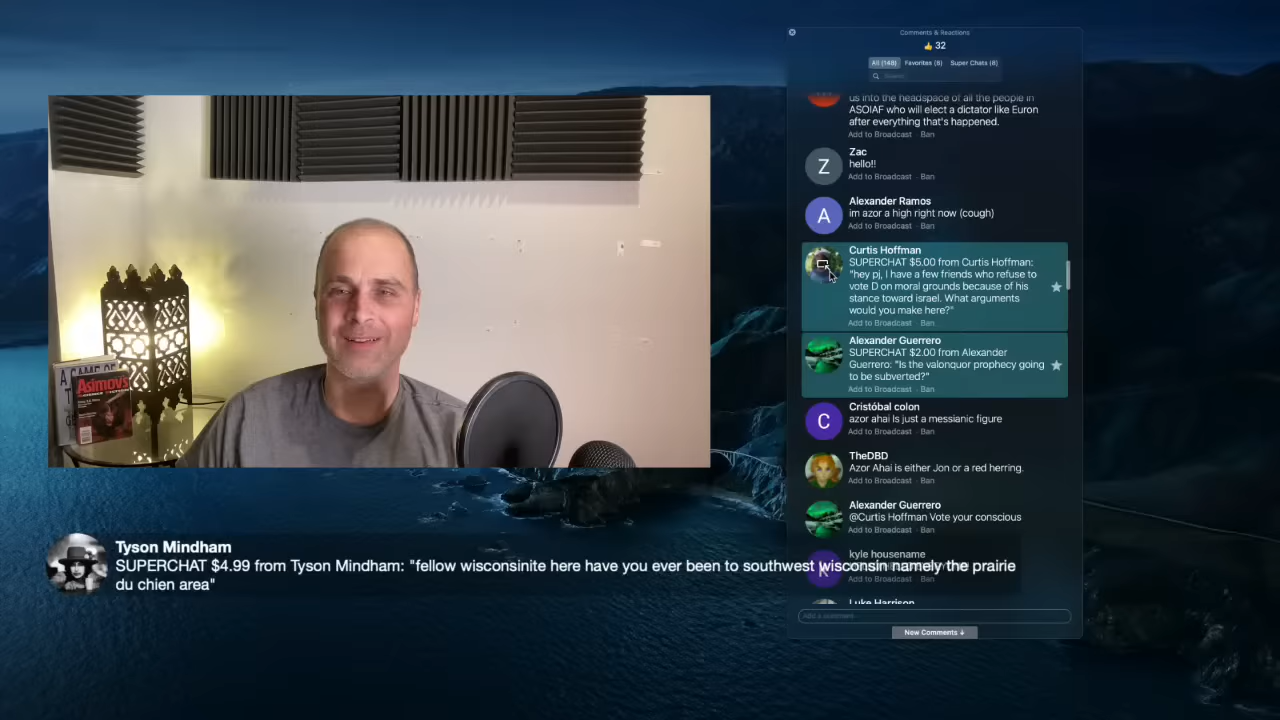 Comments & Reactions
👍 32
All (148) Favorites (6) Super Chats (6)
Search
us into the headspace of all the people in
ASOIAF who will elect a dictator like Euron
after everything that's happened.
Add to Broadcast · Ban
Z
Zac
hello!!
Add to Broadcast · Ban
A
Alexander Ramos
im azor a high right now (cough)
Add to Broadcast · Ban
Curtis Hoffman
SUPERCHAT $5.00 from Curtis Hoffman:
"hey pj, I have a few friends who refuse to
vote D on moral grounds because of his
stance toward israel. What arguments
would you make here?"
Add to Broadcast · Ban
Alexander Guerrero
SUPERCHAT $2.00 from Alexander
Guerrero: "Is the valonquor prophecy going
to be subverted?"
Add to Broadcast · Ban
C
Cristóbal colon
azor ahai Is just a messianic figure
Add to Broadcast · Ban
TheDBD
Azor Ahai is either Jon or a red herring.
Add to Broadcast · Ban
Alexander Guerrero
@Curtis Hoffman Vote your conscious
Add to Broadcast · Ban
kyle housename
Add to Broadcast · Ban
Luke Harrison
Add a comment
New Comments ↓
A GAME OF
Asimov's
Tyson Mindham
SUPERCHAT $4.99 from Tyson Mindham: "fellow wisconsinite here have you ever been to southwest wisconsin namely the prairie
du chien area"